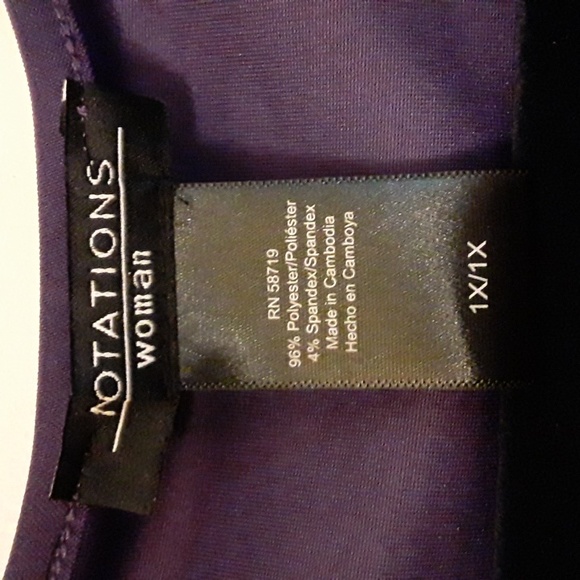 NOTATIONS
woman
RN 58719
96% Polyester/Poliéster
4% Spandex/Spandex
Made in Cambodia
Hecho en Camboya
1X/1X